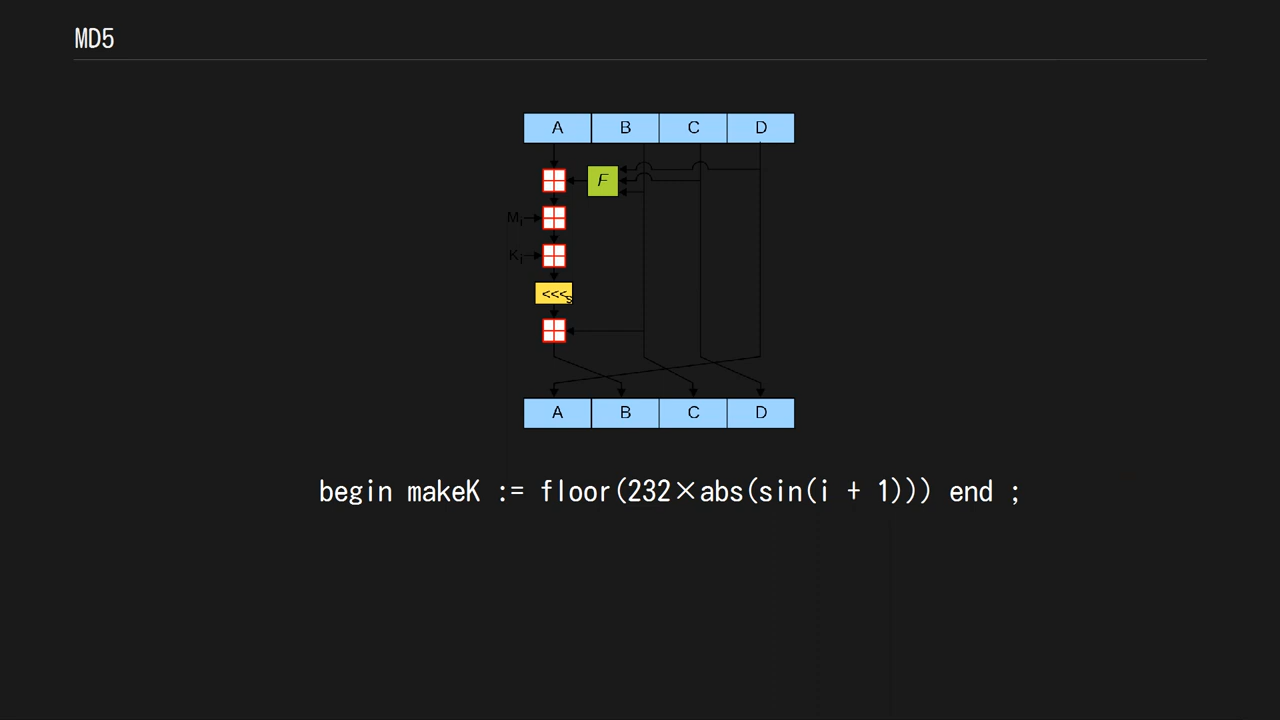 MD5
A B C D
F
Mi
Ki
<<<s
A B C D
begin makeK := floor(232×abs(sin(i + 1))) end ;